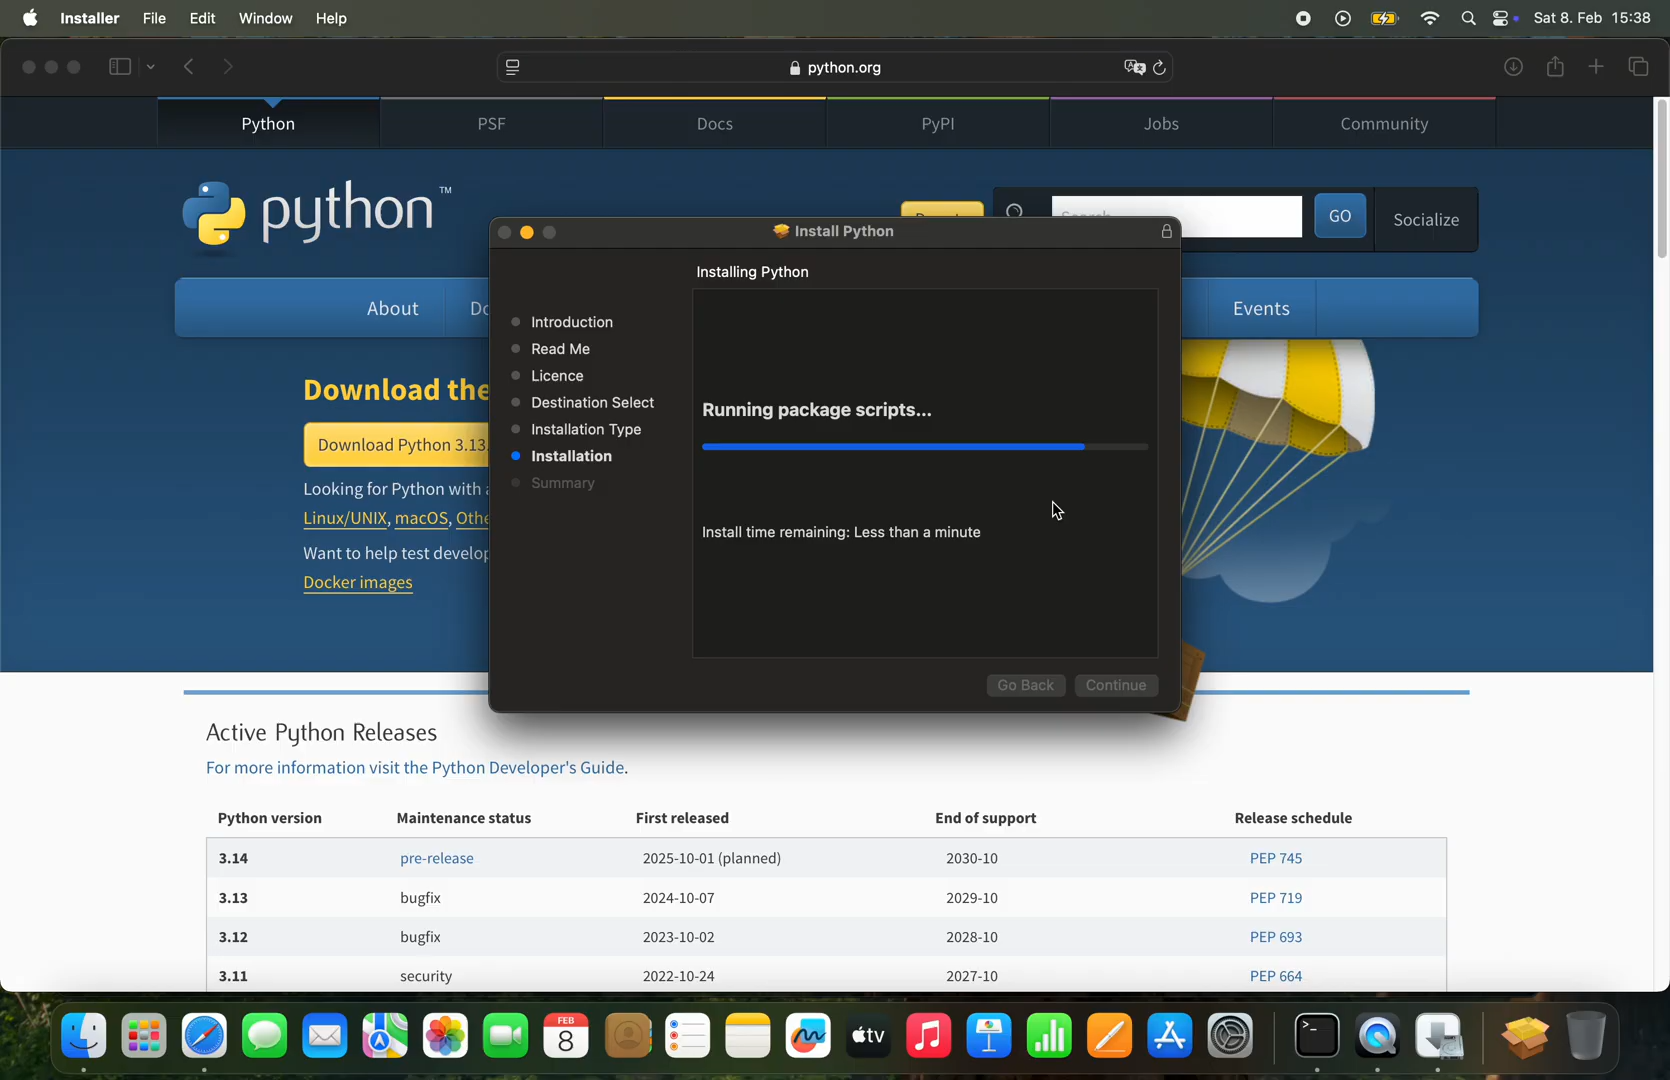 Installer File Edit Window Help Sat 8. Feb 15:38
python.org
Python PSF Docs PyPI Jobs Community
python™
GO Socialize
Install Python
Installing Python
About Do Events
Introduction
Read Me
Licence
Destination Select
Installation Type
Installation
Summary
Running package scripts...
Install time remaining: Less than a minute
Go Back Continue
Download the
Download Python 3.13
Looking for Python with
Linux/UNIX, macOS, Othe
Want to help test develop
Docker images
Active Python Releases
For more information visit the Python Developer's Guide.
Python version Maintenance status First released End of support Release schedule
3.14 pre-release 2025-10-01 (planned) 2030-10 PEP 745
3.13 bugfix 2024-10-07 2029-10 PEP 719
3.12 bugfix 2023-10-02 2028-10 PEP 693
3.11 security 2022-10-24 2027-10 PEP 664
FEB
8
tv